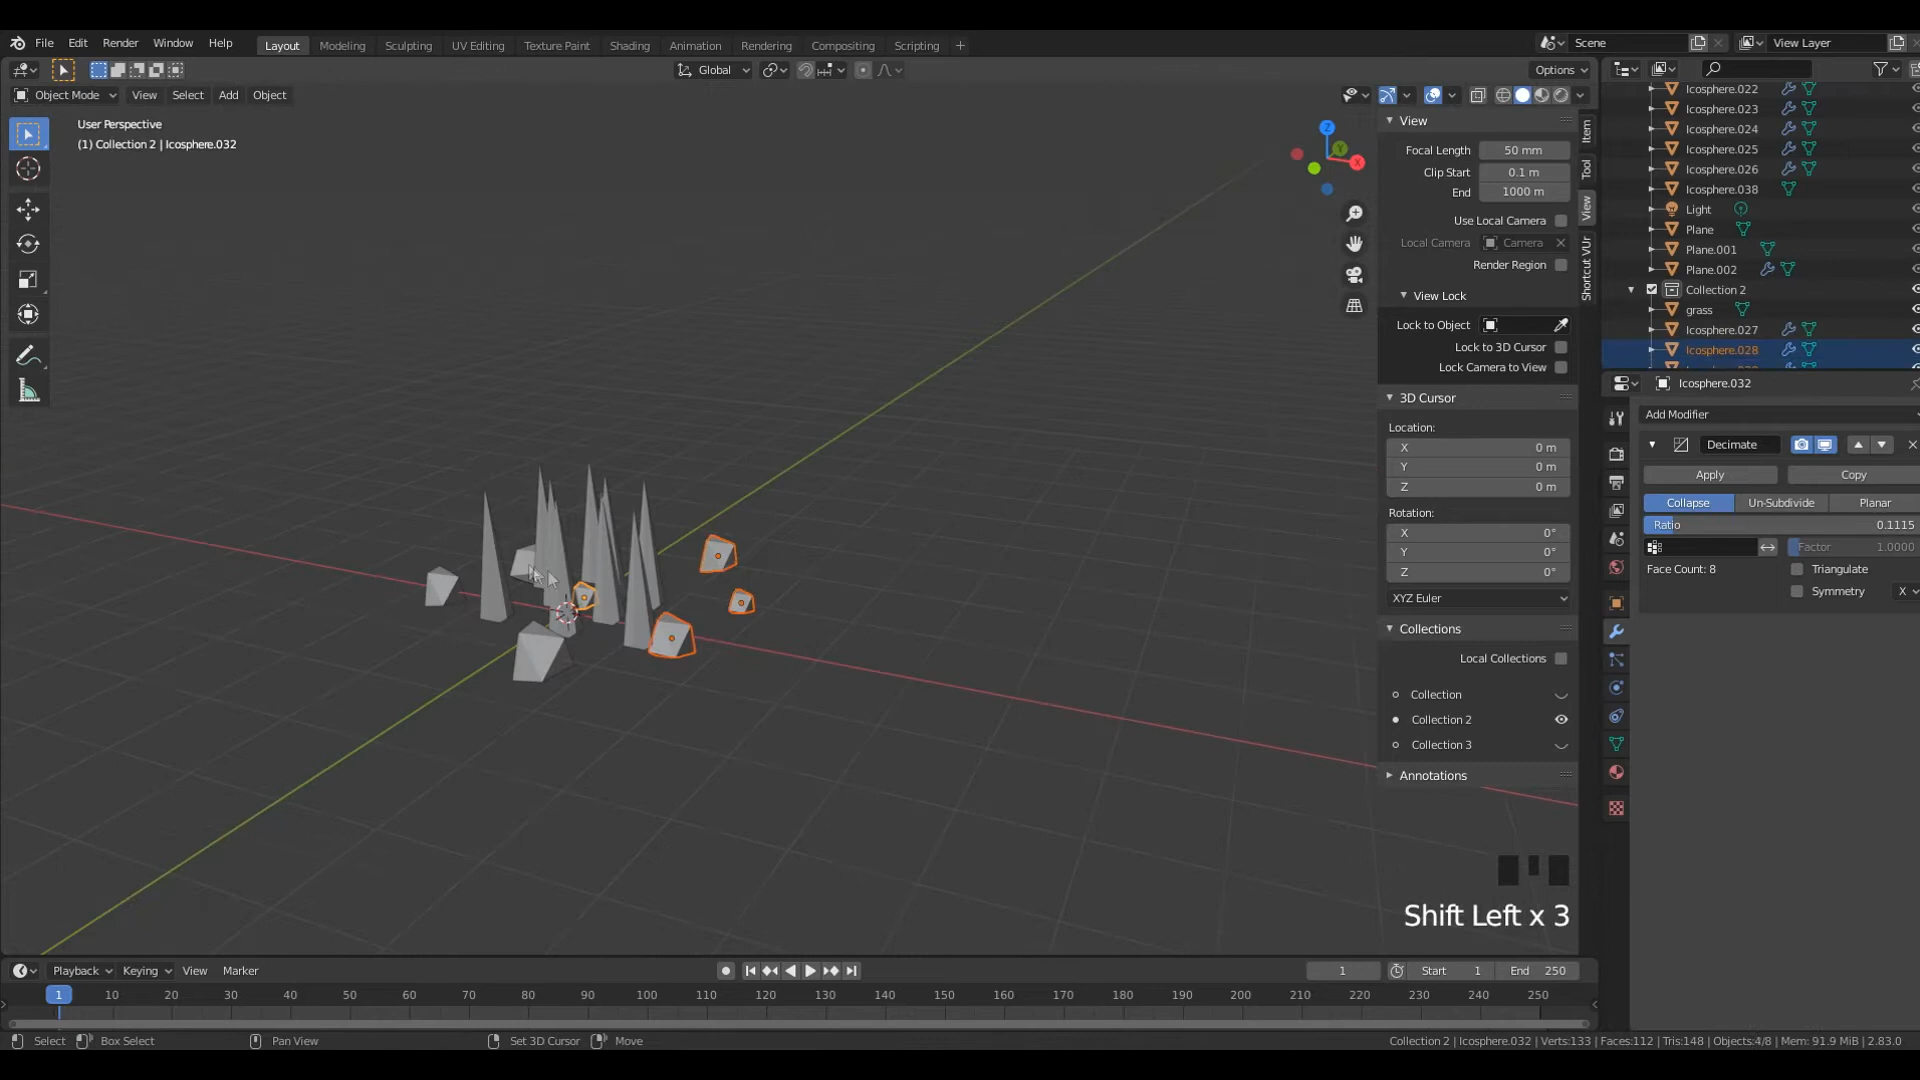 File Edit Render Window Help Layout Modeling Sculpting UV Editing Texture Paint Shading Animation Rendering Compositing Scripting + Scene View Layer
Global Options
Object Mode View Select Add Object
User Perspective
(1) Collection 2 | Icosphere.032
Z
Y
X
View
Focal Length 50 mm
Clip Start 0.1 m
End 1000 m
Use Local Camera
Local Camera Camera
Render Region
View Lock
Lock to Object
Lock to 3D Cursor
Lock Camera to View
3D Cursor
Location:
X 0 m
Y 0 m
Z 0 m
Rotation:
X 0°
Y 0°
Z 0°
XYZ Euler
Collections
Local Collections
Collection
Collection 2
Collection 3
Annotations
Item
Tool
View
Shortcut VUr
Icosphere.022
Icosphere.023
Icosphere.024
Icosphere.025
Icosphere.026
Icosphere.038
Light
Plane
Plane.001
Plane.002
Collection 2
grass
Icosphere.027
Icosphere.028
Icosphere.032
Add Modifier
Decimate
Apply Copy
Collapse Un-Subdivide Planar
Ratio 0.1115
Factor 1.0000
Face Count: 8 Triangulate
Symmetry X
Shift Left x 3
Playback Keying View Marker 1 Start 1 End 250
1 10 20 30 40 50 60 70 80 90 100 110 120 130 140 150 160 170 180 190 200 210 220 230 240 250
Select Box Select Pan View Set 3D Cursor Move Collection 2 | Icosphere.032 | Verts:133 | Faces:112 | Tris:148 | Objects:4/8 | Mem: 91.9 MiB | 2.83.0